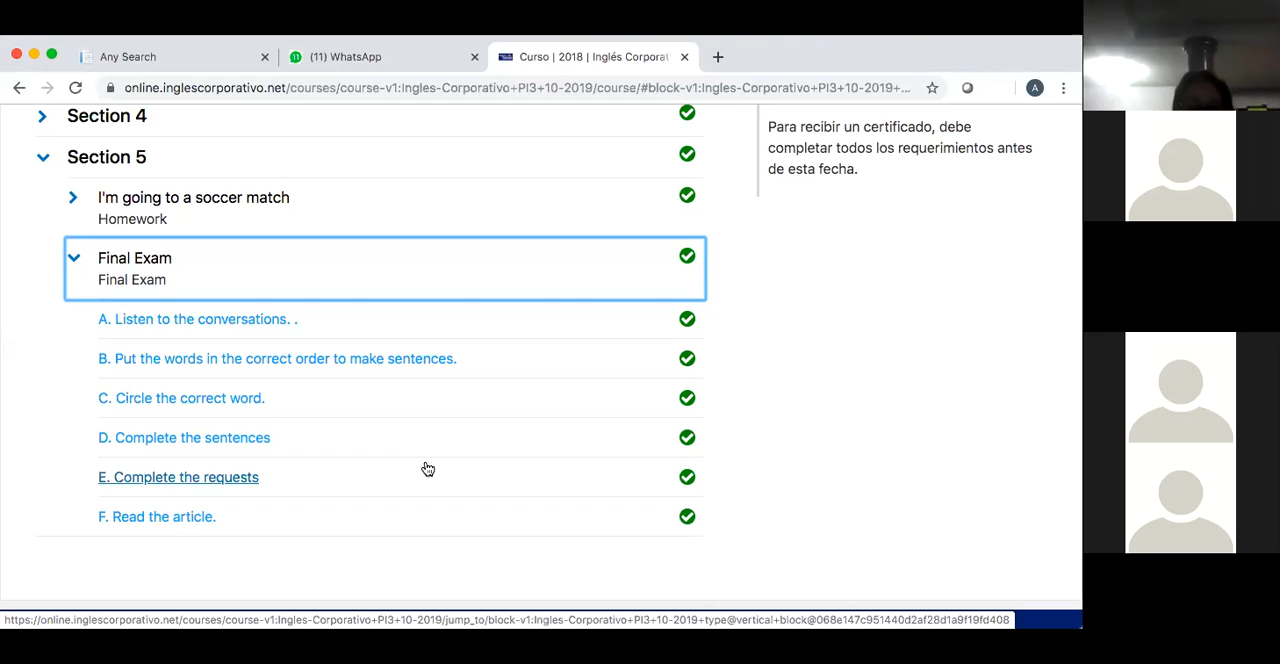 Any Search
(11) WhatsApp
Curso | 2018 | Inglés Corporat
online.inglescorporativo.net/courses/course-v1:Ingles-Corporativo+PI3+10-2019/course/#block-v1:Ingles-Corporativo+PI3+10-2019+...
A
Section 4
Section 5
I'm going to a soccer match
Homework
Final Exam
Final Exam
A. Listen to the conversations. .
B. Put the words in the correct order to make sentences.
C. Circle the correct word.
D. Complete the sentences
E. Complete the requests
F. Read the article.
Para recibir un certificado, debe
completar todos los requerimientos antes
de esta fecha.
https://online.inglescorporativo.net/courses/course-v1:Ingles-Corporativo+PI3+10-2019/jump_to/block-v1:Ingles-Corporativo+PI3+10-2019+type@vertical+block@068e147c951440d2af28d1a9f19fd408